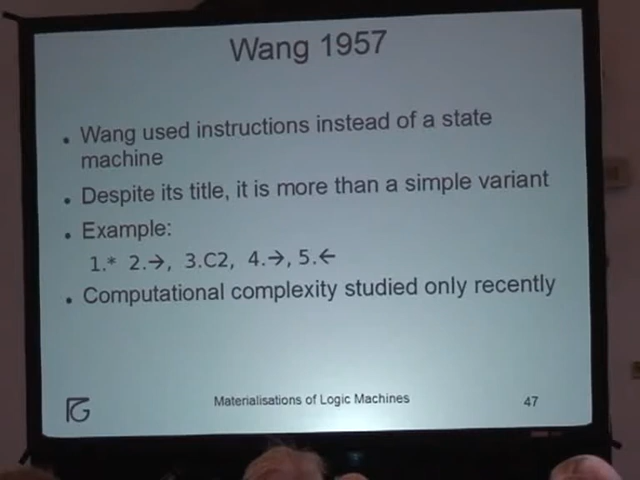 Wang 1957
• Wang used instructions instead of a state
machine
• Despite its title, it is more than a simple variant
• Example:
1.* 2.→, 3.C2, 4.→, 5.←
• Computational complexity studied only recently
Materialisations of Logic Machines 47